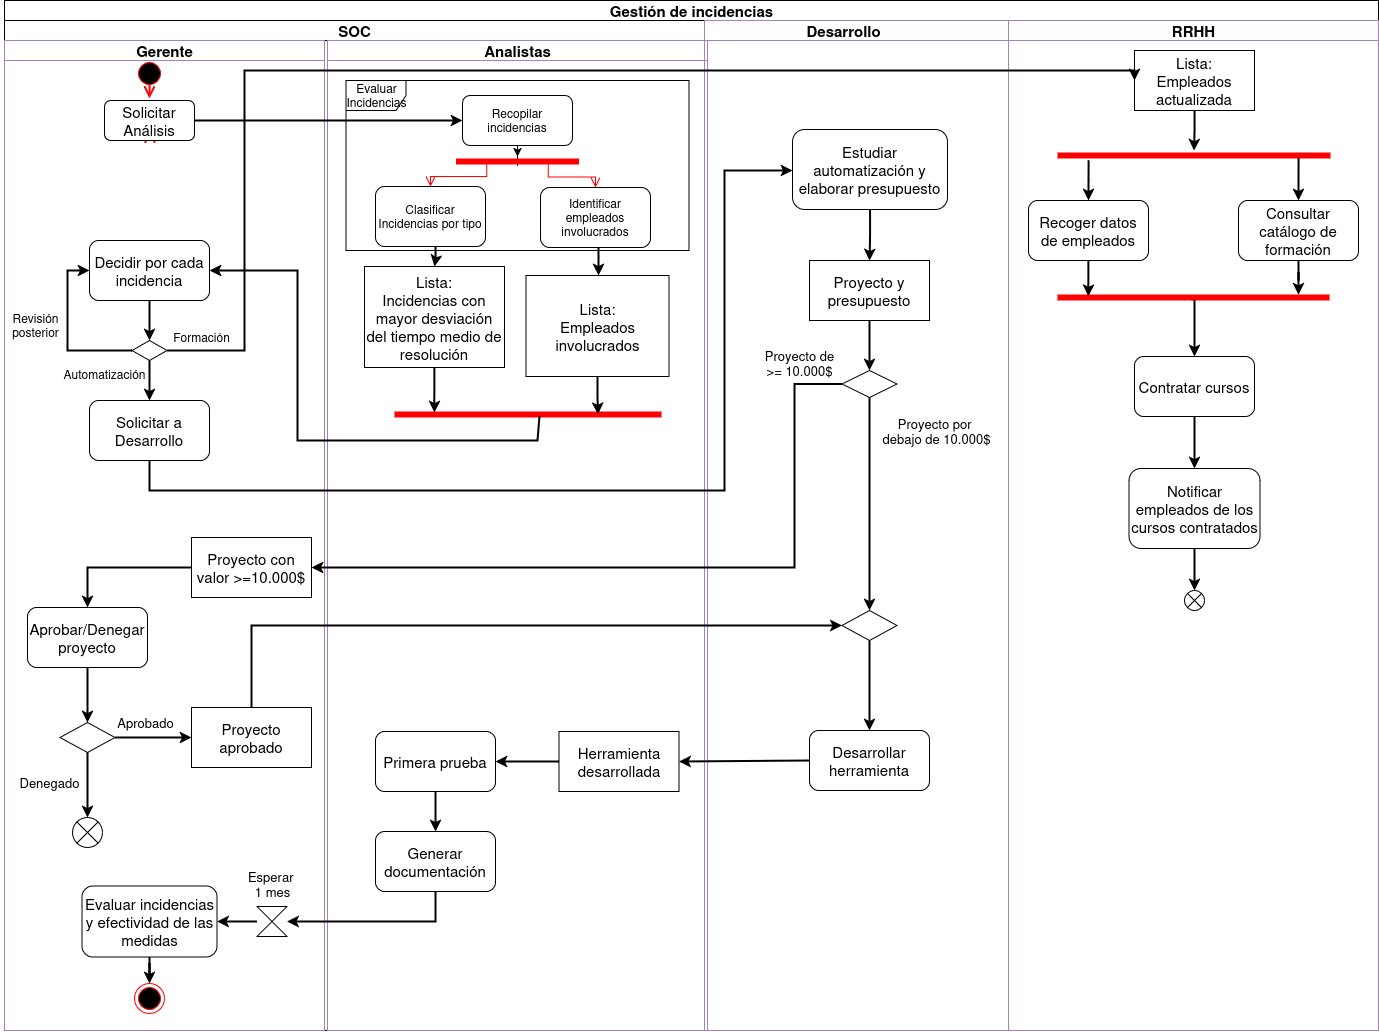 Gestión de incidencias
SOC
Desarrollo
RRHH
Gerente
Analistas
Solicitar
Análisis
Evaluar
Incidencias
Recopilar
incidencias
Clasificar
Incidencias por tipo
Identificar
empleados
involucrados
Lista:
Incidencias con
mayor desviación
del tiempo medio de
resolución
Lista:
Empleados
involucrados
Decidir por cada
incidencia
Revisión
posterior
Formación
Automatización
Solicitar a
Desarrollo
Estudiar
automatización y
elaborar presupuesto
Proyecto y
presupuesto
Proyecto de
>= 10.000$
Proyecto por
debajo de 10.000$
Lista:
Empleados
actualizada
Recoger datos
de empleados
Consultar
catálogo de
formación
Contratar cursos
Notificar
empleados de los
cursos contratados
Proyecto con
valor >=10.000$
Aprobar/Denegar
proyecto
Aprobado
Proyecto
aprobado
Denegado
Desarrollar
herramienta
Herramienta
desarrollada
Primera prueba
Generar
documentación
Esperar
1 mes
Evaluar incidencias
y efectividad de las
medidas